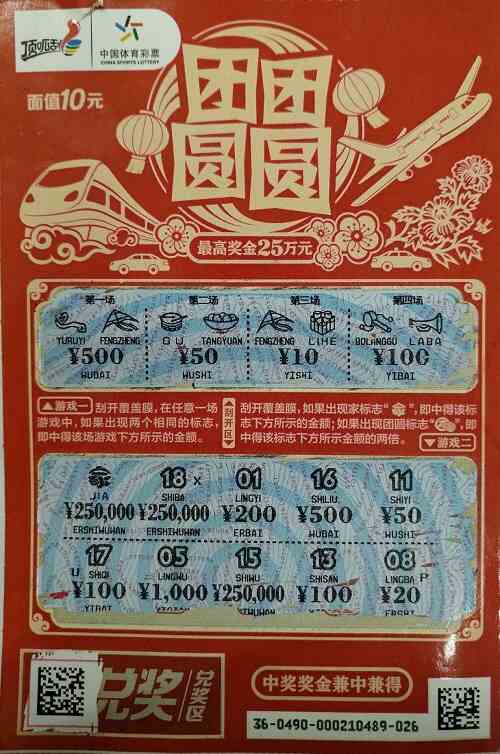 顶呱刮
中国体育彩票
CHINA SPORTS LOTTERY
面值10元
团团
圆圆
最高奖金25万元
第一场 第二场 第三场 第四场
YURUYI FENGZHENG GU TANGYUAN FENGZHENG LIHE BOLANGGU LABA
¥500 ¥50 ¥10 ¥100
WUBAI WUSHI YISHI YIBAI
▲游戏一 刮开覆盖膜，在任意一场
游戏中，如果出现两个相同的标志，
即中得该场游戏下方所示的金额。
▲刮开区▼
刮开覆盖膜，如果出现家标志“家”，即中得该标
志下方所示的金额；如果出现团圆标志“”，即
中得该标志下方所示金额的两倍。 ▼游戏二
家 18 x 01 16 11
JIA SHIBA LINGYI SHILIU SHIYI
¥250,000 ¥250,000 ¥200 ¥500 ¥50
ERSHIWUWAN ERSHIWUWAN ERBAI WUBAI WUSHI
17 05 15 13 08
U SHIQI LINGWU SHIWU SHISAN LINGBA P
¥100 ¥1,000 ¥250,000 ¥100 ¥20
兑奖
兑奖区
中奖奖金兼中兼得
36-0490-000210489-026